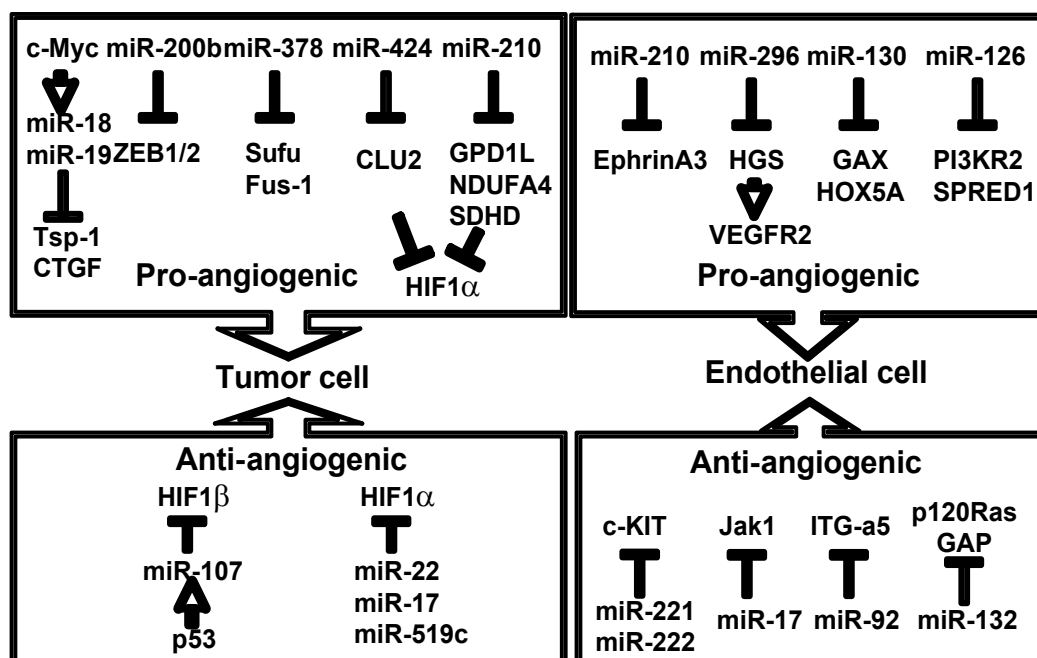 c-Myc miR-200b miR-378 miR-424 miR-210
miR-18
miR-19 ZEB1/2 Sufu CLU2 GPD1L
Fus-1 NDUFA4
SDHD
Tsp-1
CTGF
Pro-angiogenic HIF1α
miR-210 miR-296 miR-130 miR-126
EphrinA3 HGS GAX PI3KR2
HOX5A SPRED1
VEGFR2
Pro-angiogenic
Tumor cell
Endothelial cell
Anti-angiogenic
HIF1β HIF1α
miR-107 miR-22
miR-17
p53 miR-519c
Anti-angiogenic
c-KIT Jak1 ITG-a5 p120Ras
GAP
miR-221 miR-17 miR-92 miR-132
miR-222